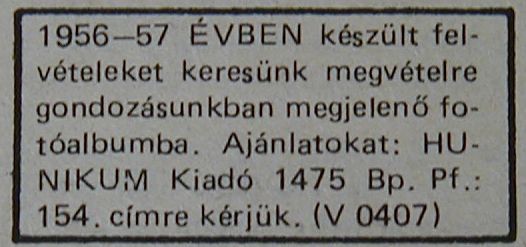 1956–57 ÉVBEN készült fel-
vételeket keresünk megvételre
gondozásunkban megjelenő fo-
tóalbumba. Ajánlatokat: HU-
NIKUM Kiadó 1475 Bp. Pf.:
154. címre kérjük. (V 0407)